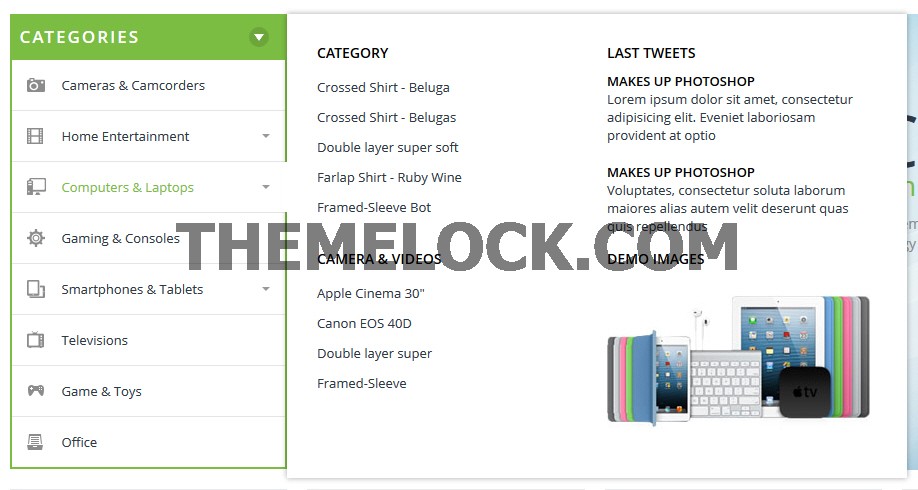 CATEGORIES
Cameras & Camcorders
Home Entertainment
Computers & Laptops
Gaming & Consoles
Smartphones & Tablets
Televisions
Game & Toys
Office
CATEGORY
Crossed Shirt - Beluga
Crossed Shirt - Belugas
Double layer super soft
Farlap Shirt - Ruby Wine
Framed-Sleeve Bot
CAMERA & VIDEOS
Apple Cinema 30"
Canon EOS 40D
Double layer super
Framed-Sleeve
LAST TWEETS
MAKES UP PHOTOSHOP
Lorem ipsum dolor sit amet, consectetur
adipisicing elit. Eveniet laboriosam
provident at optio
MAKES UP PHOTOSHOP
Voluptates, consectetur soluta laborum
maiores alias autem velit deserunt quas
quis repellendus
DEMO IMAGES
tv
THEMELOCK.COM